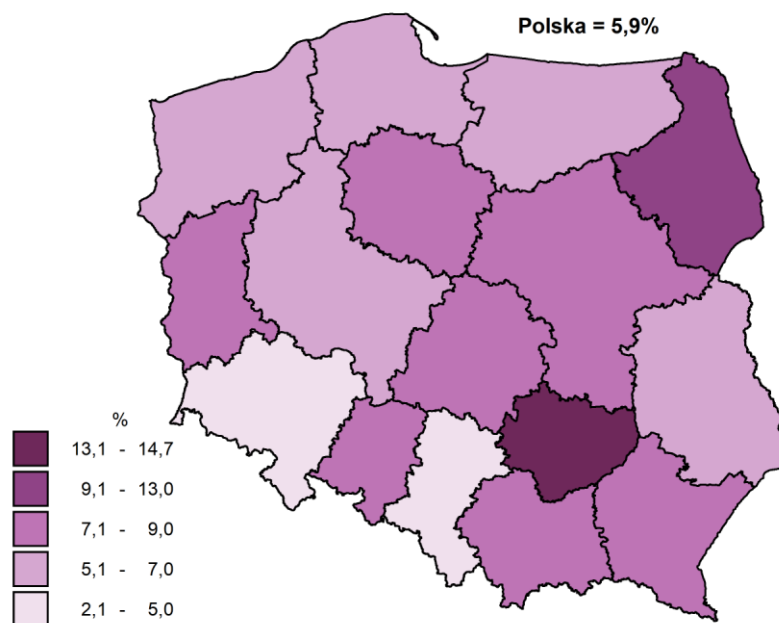 Polska = 5,9%
%
13,1 - 14,7
9,1 - 13,0
7,1 - 9,0
5,1 - 7,0
2,1 - 5,0